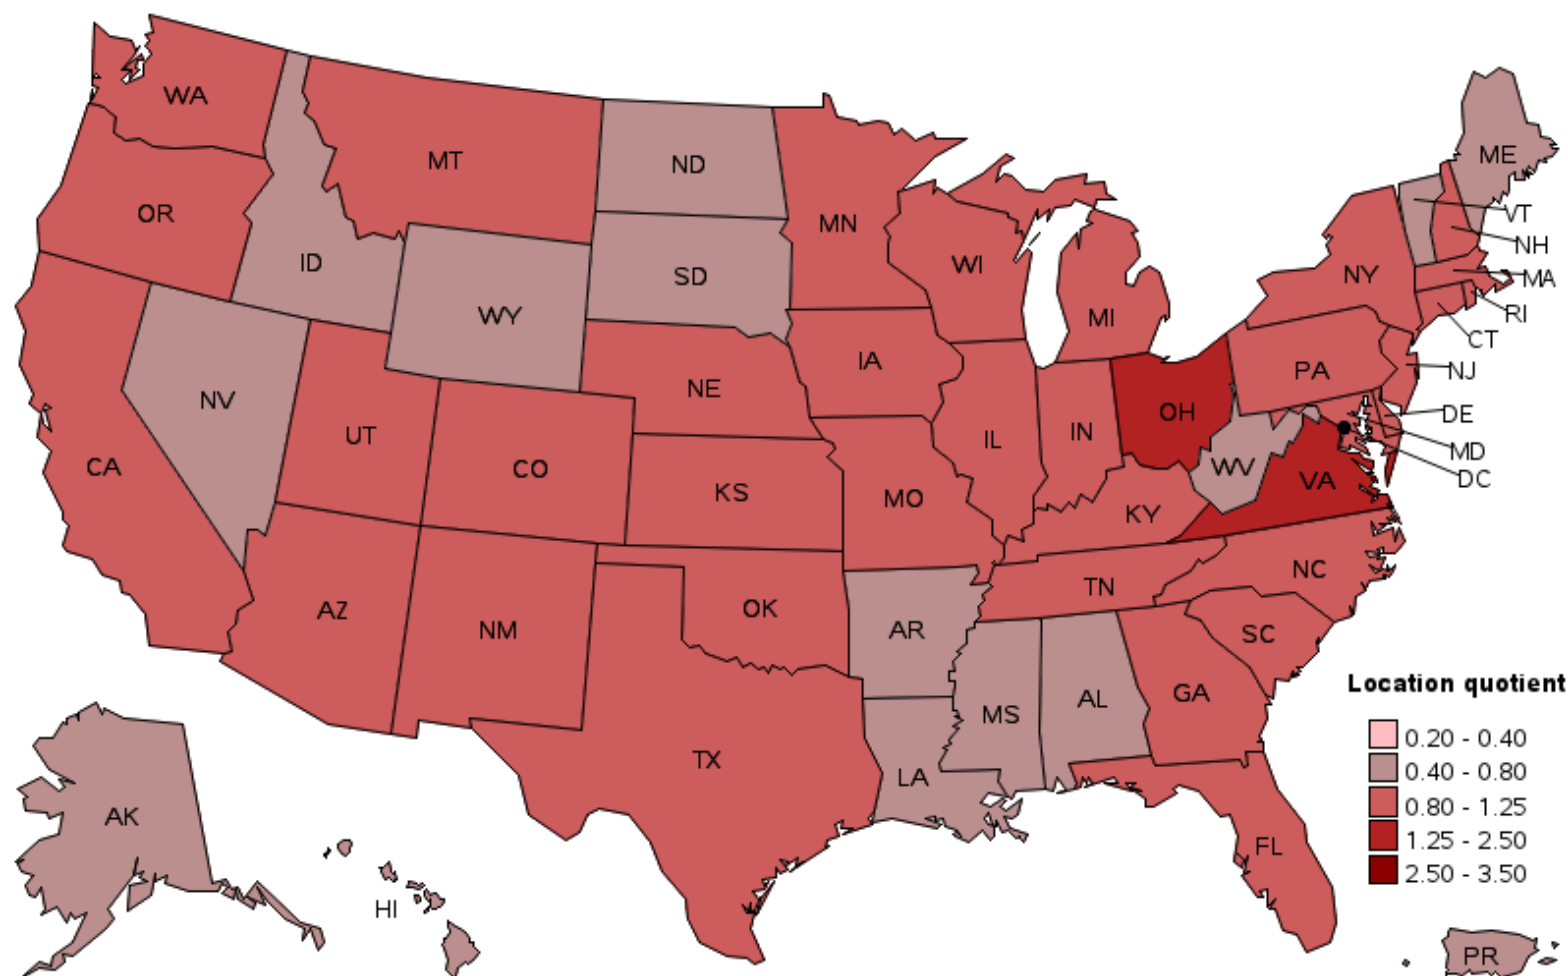 WA
MT
ND
MN
ME
OR
ID
SD
WI
VT
NH
NY
MA
WY
MI
RI
CT
IA
PA
NJ
NE
NV
OH
DE
UT
IL
IN
MD
CO
CA
WV
DC
KS
MO
VA
KY
NC
TN
AZ
NM
OK
AR
SC
GA
AL
MS
TX
LA
AK
FL
HI
PR
Location quotient
0.20 - 0.40
0.40 - 0.80
0.80 - 1.25
1.25 - 2.50
2.50 - 3.50